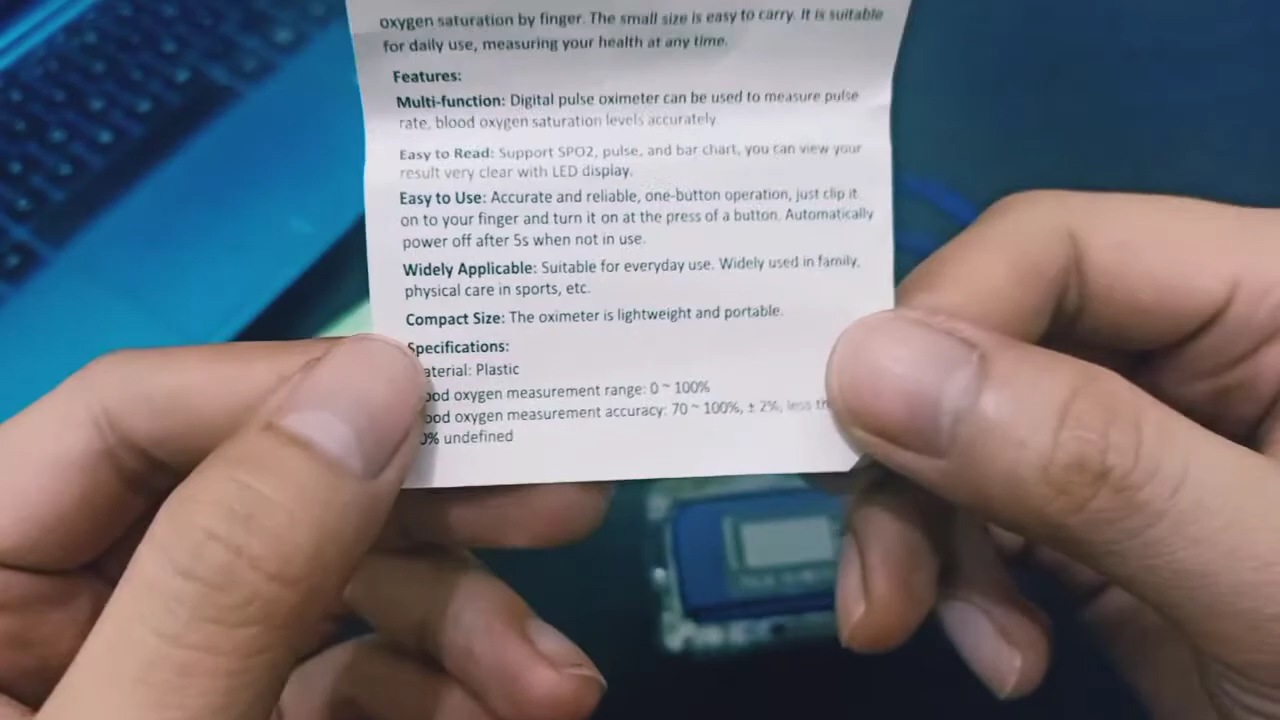 oxygen saturation by finger. The small size is easy to carry. It is suitable
for daily use, measuring your health at any time.
Features:
Multi-function: Digital pulse oximeter can be used to measure pulse
rate, blood oxygen saturation levels accurately
Easy to Read: Support SPO2, pulse, and bar chart, you can view your
result very clear with LED display.
Easy to Use: Accurate and reliable, one-button operation, just clip it
on to your finger and turn it on at the press of a button. Automatically
power off after 5s when not in use.
Widely Applicable: Suitable for everyday use. Widely used in family,
physical care in sports, etc.
Compact Size: The oximeter is lightweight and portable.
Specifications:
aterial: Plastic
ood oxygen measurement range: 0 ~ 100%
ood oxygen measurement accuracy: 70 ~ 100%, ± 2%, less th
0% undefined